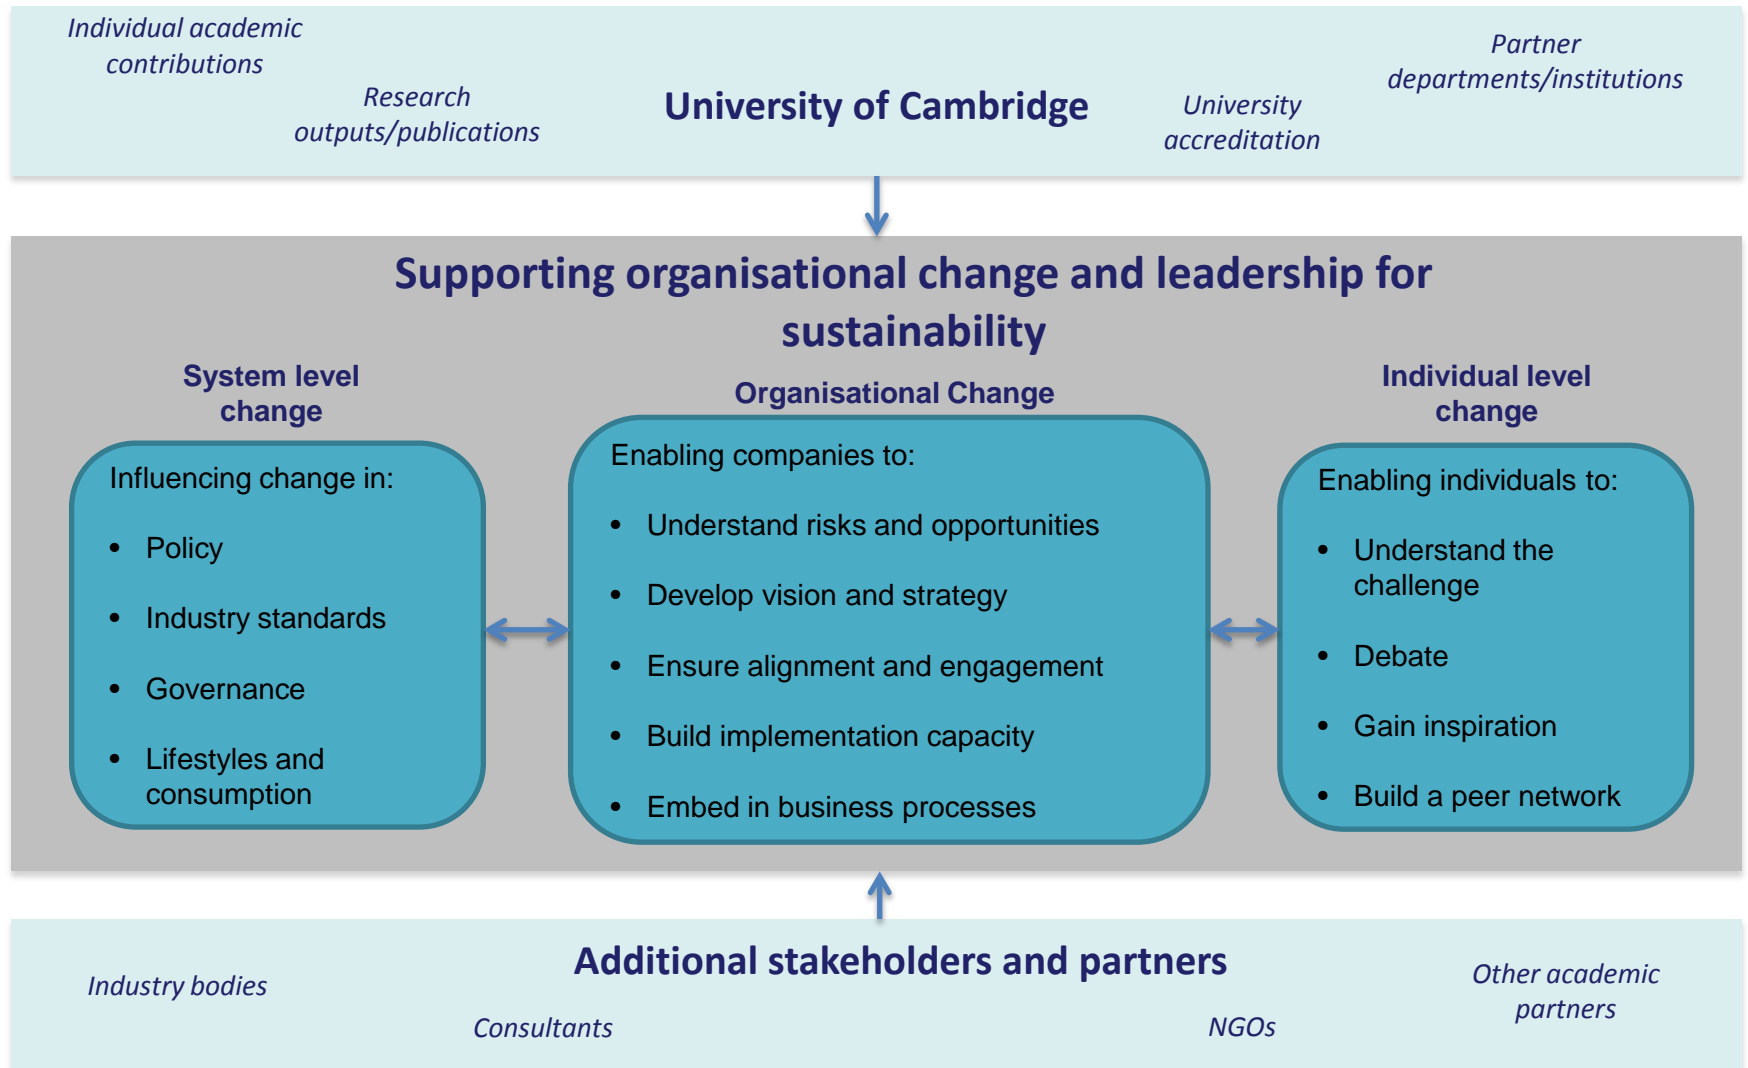 Individual academic
contributions
Research
outputs/publications
University of Cambridge
University
accreditation
Partner
departments/institutions
Supporting organisational change and leadership for
sustainability
System level
change
Influencing change in:
• Policy
• Industry standards
• Governance
• Lifestyles and
consumption
Organisational Change
Enabling companies to:
• Understand risks and opportunities
• Develop vision and strategy
• Ensure alignment and engagement
• Build implementation capacity
• Embed in business processes
Individual level
change
Enabling individuals to:
• Understand the
challenge
• Debate
• Gain inspiration
• Build a peer network
Additional stakeholders and partners
Industry bodies
Consultants
NGOs
Other academic
partners